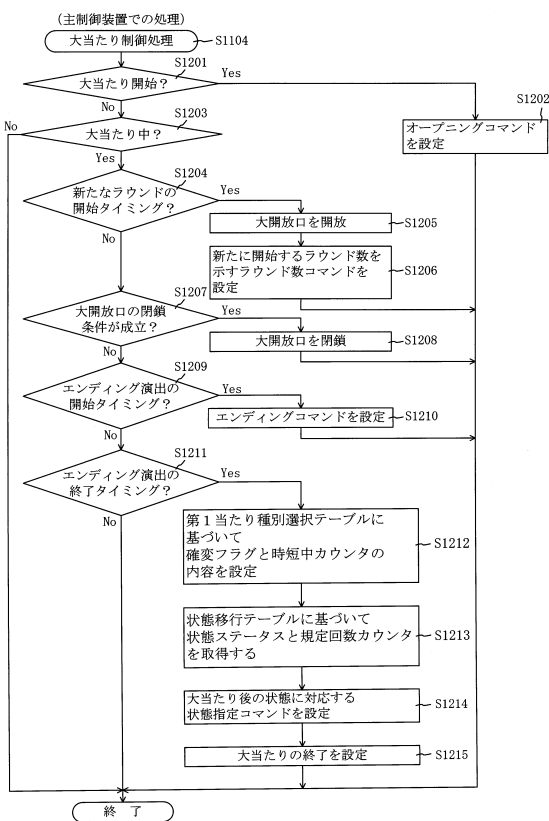 (主制御装置での処理)
大当たり制御処理
S1104
S1201
大当たり開始?
Yes
No
S1202
オープニングコマンド
を設定
S1203
No
大当たり中?
Yes
S1204
新たなラウンドの
開始タイミング?
Yes
No
大開放口を開放
S1205
新たに開始するラウンド数を
示すラウンド数コマンドを
設定
S1206
S1207
大開放口の閉鎖
条件が成立?
Yes
No
大開放口を閉鎖
S1208
S1209
エンディング演出の
開始タイミング?
Yes
No
エンディングコマンドを設定
S1210
S1211
エンディング演出の
終了タイミング?
Yes
No
第1当たり種別選択テーブルに
基づいて
確変フラグと時短中カウンタの
内容を設定
S1212
状態移行テーブルに基づいて
状態ステータスと規定回数カウンタ
を取得する
S1213
大当たり後の状態に対応する
状態指定コマンドを設定
S1214
大当たりの終了を設定
S1215
終 了